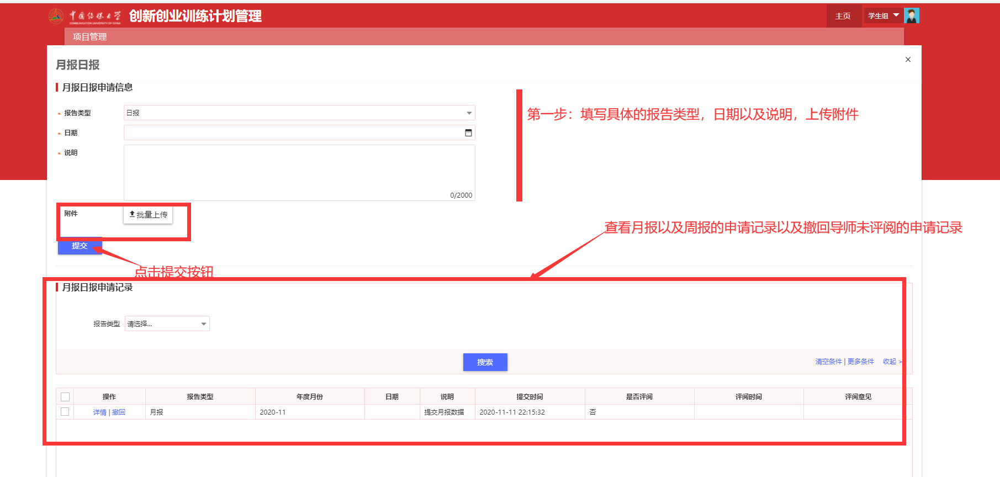 中国传媒大学 创新创业训练计划管理 主页 学生组
COMMUNICATION UNIVERSITY OF CHINA
项目管理
月报日报 ×
月报日报申请信息
* 报告类型 日报
第一步：填写具体的报告类型，日期以及说明，上传附件
* 日期
* 说明
0/2000
附件 批量上传
查看月报以及周报的申请记录以及撤回导师未评阅的申请记录
提交
点击提交按钮
月报日报申请记录
报告类型 请选择...
搜索 清空条件 | 更多条件 收起 >
操作 报告类型 年度月份 日期 说明 提交时间 是否评阅 评阅时间 评阅意见
详情 | 撤回 月报 2020-11 提交月报数据 2020-11-11 22:15:32 否